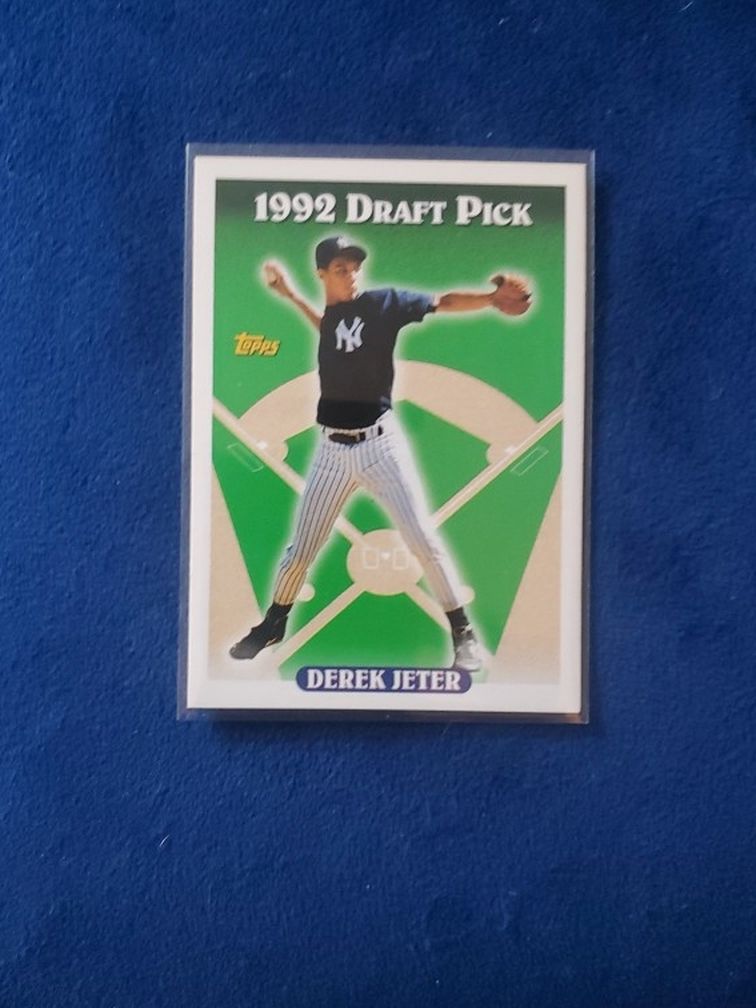 1992 DRAFT PICK
TOPPS
NY
DEREK JETER